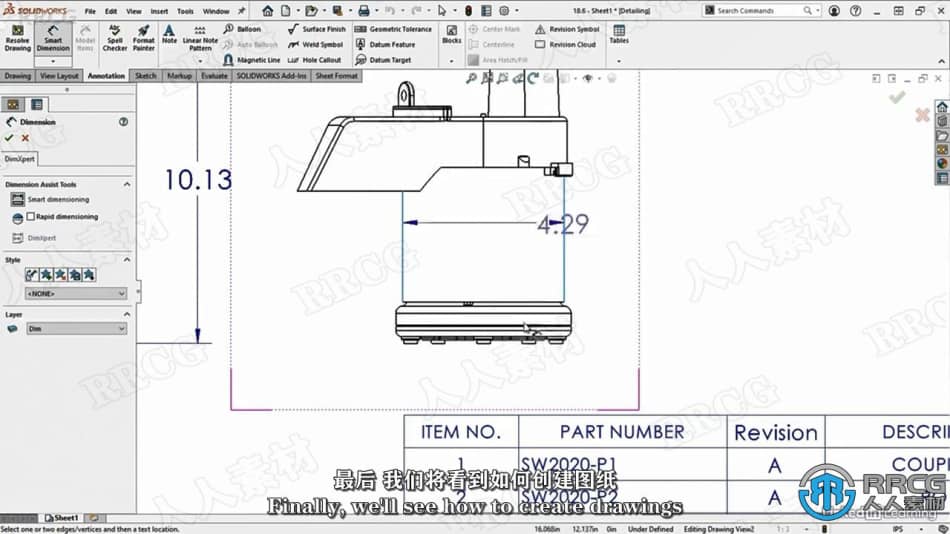 SOLIDWORKS File Edit View Insert Tools Window 18.6 - Sheet1 * [Detailing] Search Commands
Resolve Drawing
Smart Dimension
Model Items
Spell Checker
Format Painter
Note
Linear Note Pattern
Balloon
Auto Balloon
Magnetic Line
Surface Finish
Weld Symbol
Hole Callout
Geometric Tolerance
Datum Feature
Datum Target
Blocks
Center Mark
Centerline
Area Hatch/Fill
Revision Symbol
Revision Cloud
Tables
Drawing View Layout Annotation Sketch Markup Evaluate SOLIDWORKS Add-Ins Sheet Format
Dimension
DimXpert
Dimension Assist Tools
Smart dimensioning
Rapid dimensioning
DimXpert
Style
<NONE>
Layer
Dim
10.13
4.29
ITEM NO. PART NUMBER Revision DESCRI
1 SW2020-P1 A COUPL
2 SW2020-P2 A
最后 我们将看到如何创建图纸
Finally, we'll see how to create drawings
RRCG
人人素材
Linked in Learning
Sheet1
Select one or two edges/vertices and then a text location. 16.068in 12.137in 0in Under Defined Editing Drawing View2 1 : 3 IPS